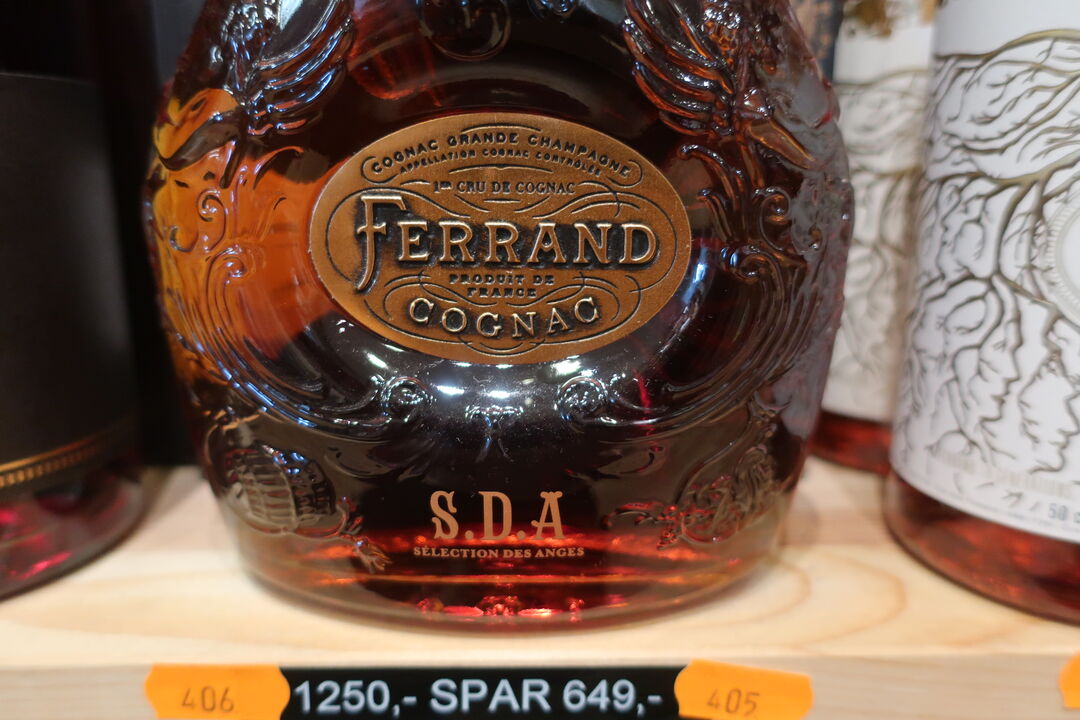 COGNAC GRANDE CHAMPAGNE
APPELLATION COGNAC CONTRÔLÉE
1er CRU DE COGNAC
FERRAND
PRODUIT DE
FRANCE
COGNAC
S.D.A
SÉLECTION DES ANGES
50
406
1250,- SPAR 649,-
405